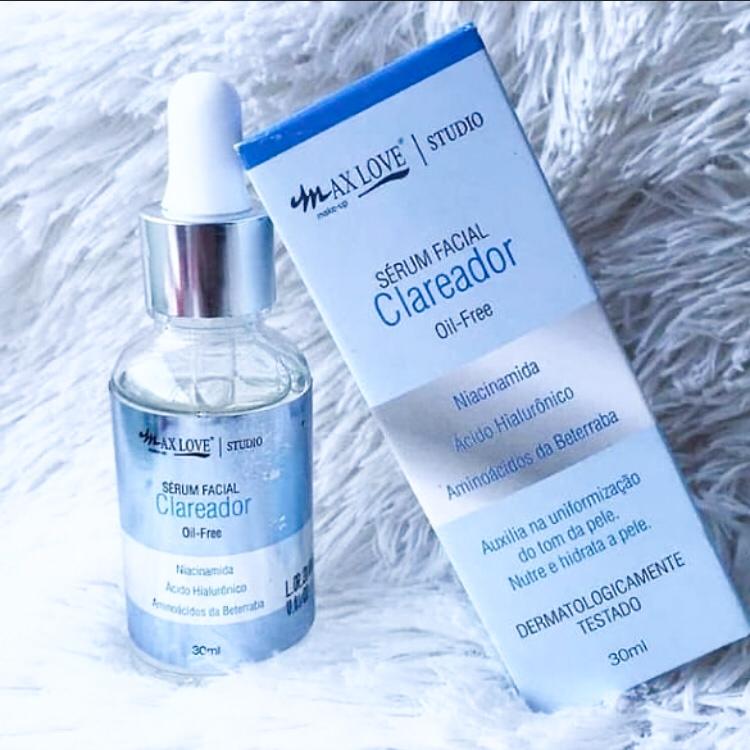 MAX LOVE® | STUDIO
make-up
SÉRUM FACIAL
Clareador
Oil-Free
Niacinamida
Ácido Hialurônico
Aminoácidos da Beterraba
Auxilia na uniformização
do tom da pele.
Nutre e hidrata a pele.
DERMATOLOGICAMENTE
TESTADO
30ml
MAX LOVE® | STUDIO
make-up
SÉRUM FACIAL
Clareador
Oil-Free
Niacinamida
Ácido Hialurônico
Aminoácidos da Beterraba
30ml